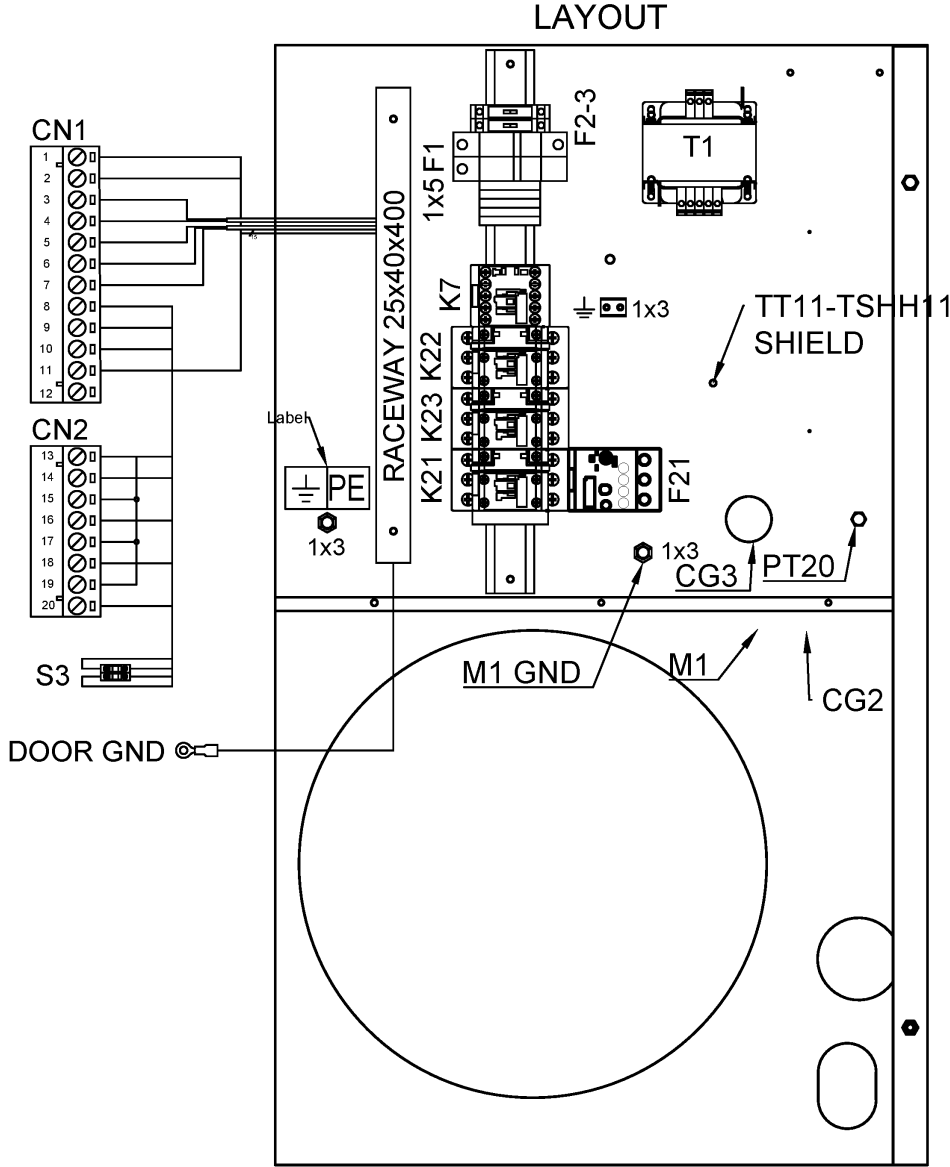 LAYOUT
CN1
1
2
3
4
5
6
7
8
9
10
11
12
CN2
13
14
15
16
17
18
19
20
S3
DOOR GND
Label
PE
1x3
RACEWAY 25x40x400
1x5 F1
F2-3
T1
K7
K22
K23
K21
F21
1x3
TT11-TSHH11
SHIELD
1x3
CG3
PT20
M1 GND
M1
CG2